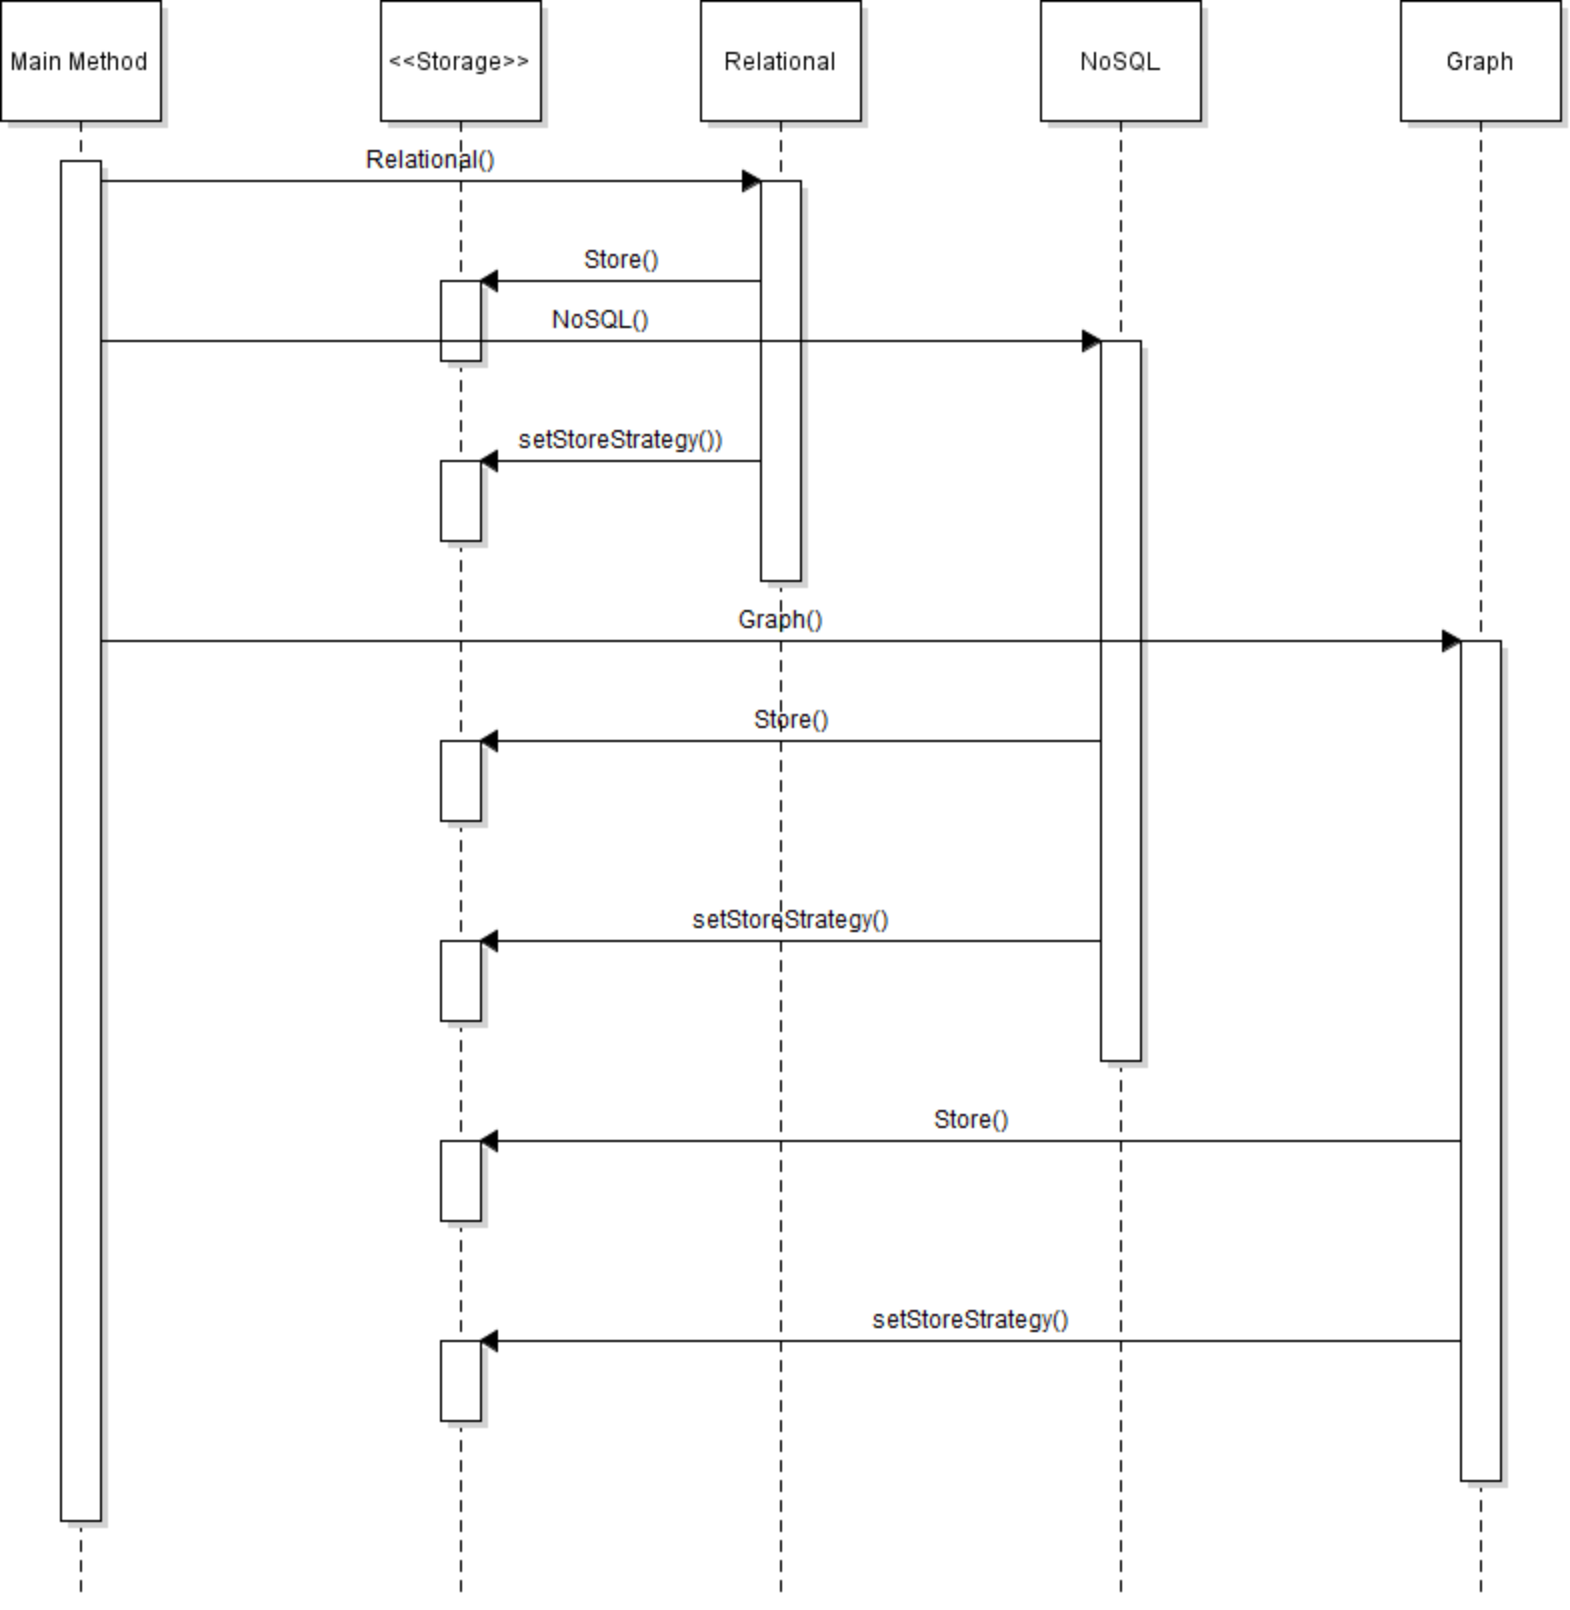 Main Method
<<Storage>>
Relational
NoSQL
Graph
Relational()
Store()
NoSQL()
setStoreStrategy())
Graph()
Store()
setStoreStrategy()
Store()
setStoreStrategy()